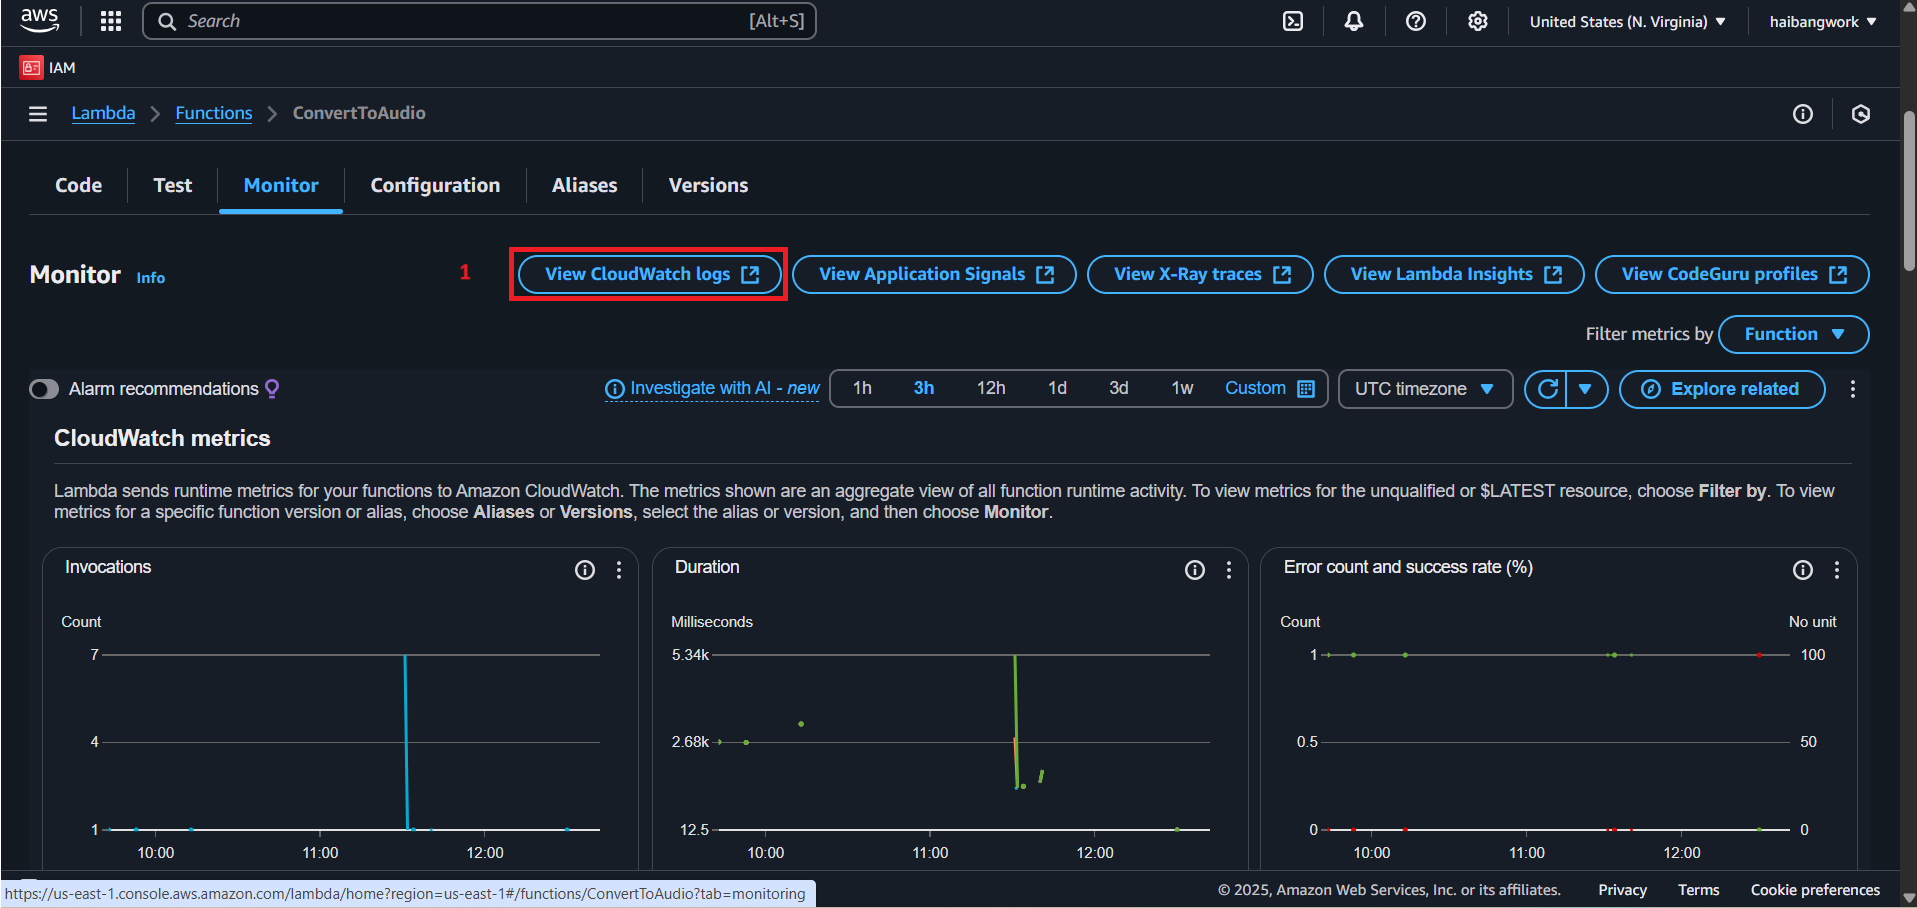 aws
Search [Alt+S]
United States (N. Virginia)
haibangwork
IAM
Lambda
Functions
ConvertToAudio
Code
Test
Monitor
Configuration
Aliases
Versions
Monitor Info
1
View CloudWatch logs
View Application Signals
View X-Ray traces
View Lambda Insights
View CodeGuru profiles
Filter metrics by
Function
Alarm recommendations
Investigate with AI - new
1h
3h
12h
1d
3d
1w
Custom
UTC timezone
Explore related
CloudWatch metrics
Lambda sends runtime metrics for your functions to Amazon CloudWatch. The metrics shown are an aggregate view of all function runtime activity. To view metrics for the unqualified or $LATEST resource, choose Filter by. To view
metrics for a specific function version or alias, choose Aliases or Versions, select the alias or version, and then choose Monitor.
Invocations
Count
7
4
1
10:00
11:00
12:00
Duration
Milliseconds
5.34k
2.68k
12.5
10:00
11:00
12:00
Error count and success rate (%)
Count
No unit
1
100
0.5
50
0
0
10:00
11:00
12:00
https://us-east-1.console.aws.amazon.com/lambda/home?region=us-east-1#/functions/ConvertToAudio?tab=monitoring
© 2025, Amazon Web Services, Inc. or its affiliates.
Privacy
Terms
Cookie preferences